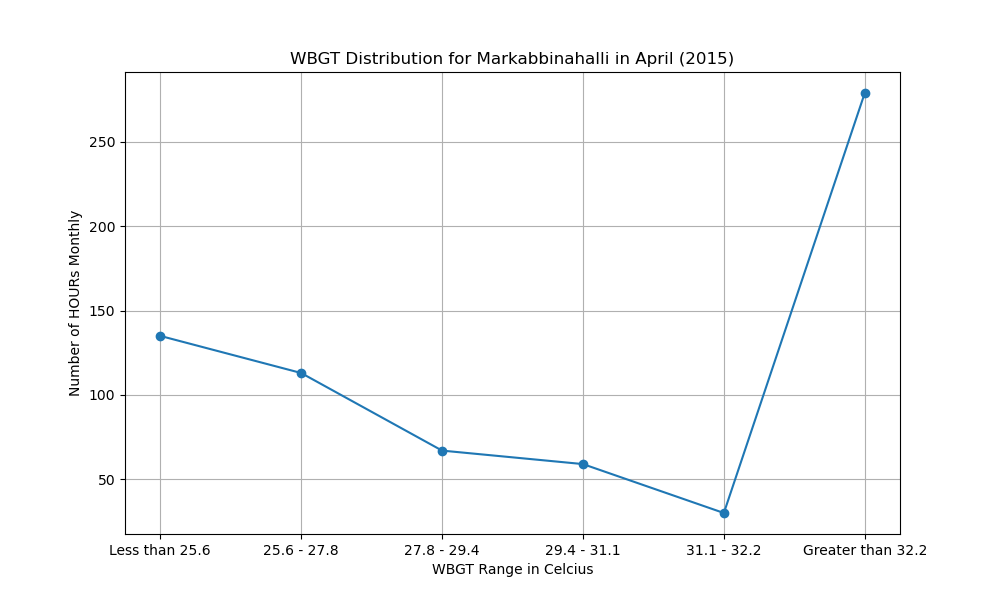 WBGT Distribution for Markabbinahalli in April (2015)
Number of HOURs Monthly
250
200
150
100
50
Less than 25.6
25.6 - 27.8
27.8 - 29.4
29.4 - 31.1
31.1 - 32.2
Greater than 32.2
WBGT Range in Celcius